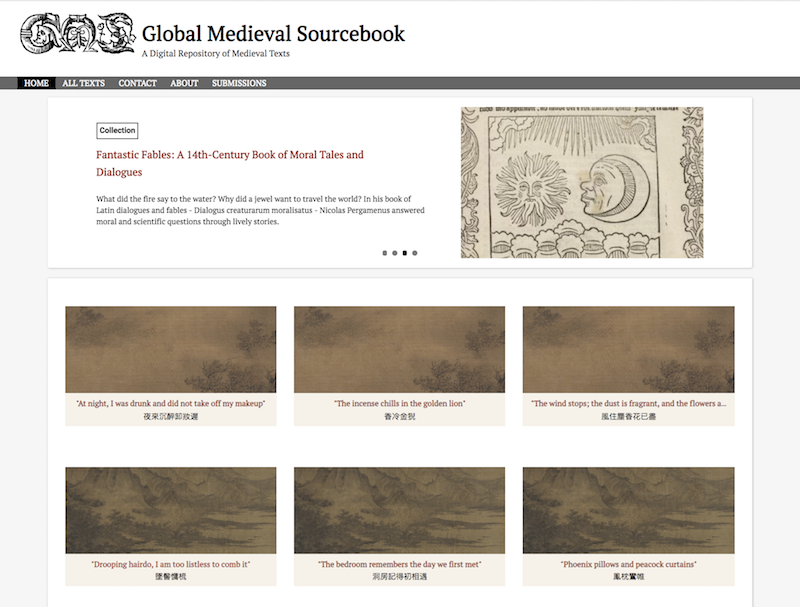 GMS
Global Medieval Sourcebook
A Digital Repository of Medieval Texts
HOME ALL TEXTS CONTACT ABOUT SUBMISSIONS
Collection
Fantastic Fables: A 14th-Century Book of Moral Tales and
Dialogues
What did the fire say to the water? Why did a jewel want to travel the world? In his book of
Latin dialogues and fables - Dialogus creaturarum moralisatus - Nicolas Pergamenus answered
moral and scientific questions through lively stories.
"At night, I was drunk and did not take off my makeup"
夜來沉醉卸妝遲
"The incense chills in the golden lion"
香冷金猊
"The wind stops; the dust is fragrant, and the flowers a...
風住塵香花已盡
"Drooping hairdo, I am too listless to comb it"
墮髻慵梳
"The bedroom remembers the day we first met"
洞房記得初相遇
"Phoenix pillows and peacock curtains"
鳳枕鸞帷